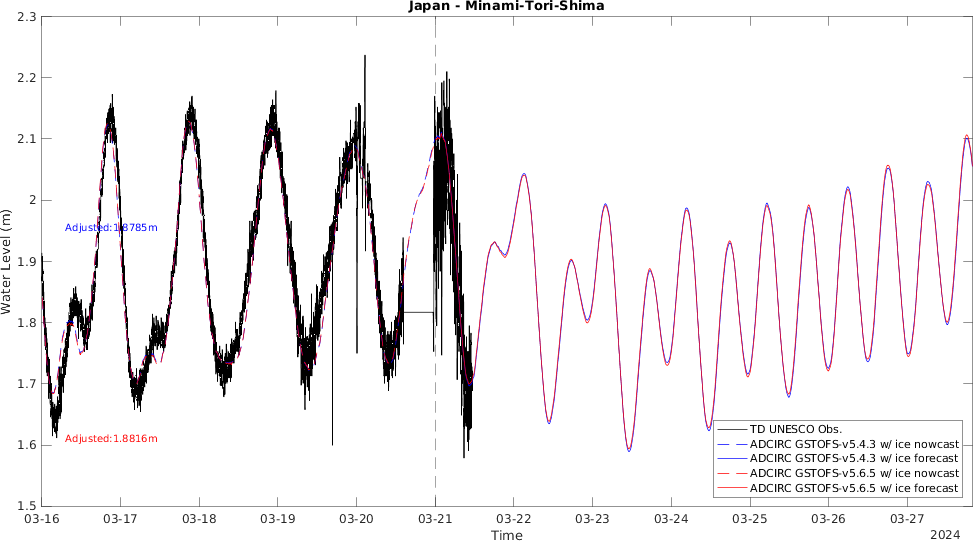 Japan - Minami-Tori-Shima
2.3
2.2
2.1
2
1.9
1.8
1.7
1.6
1.5
Water Level (m)
Adjusted:1.8785m
Adjusted:1.8816m
TD UNESCO Obs.
ADCIRC GSTOFS-v5.4.3 w/ ice nowcast
ADCIRC GSTOFS-v5.4.3 w/ ice forecast
ADCIRC GSTOFS-v5.6.5 w/ ice nowcast
ADCIRC GSTOFS-v5.6.5 w/ ice forecast
03-16 03-17 03-18 03-19 03-20 03-21 03-22 03-23 03-24 03-25 03-26 03-27
Time
2024